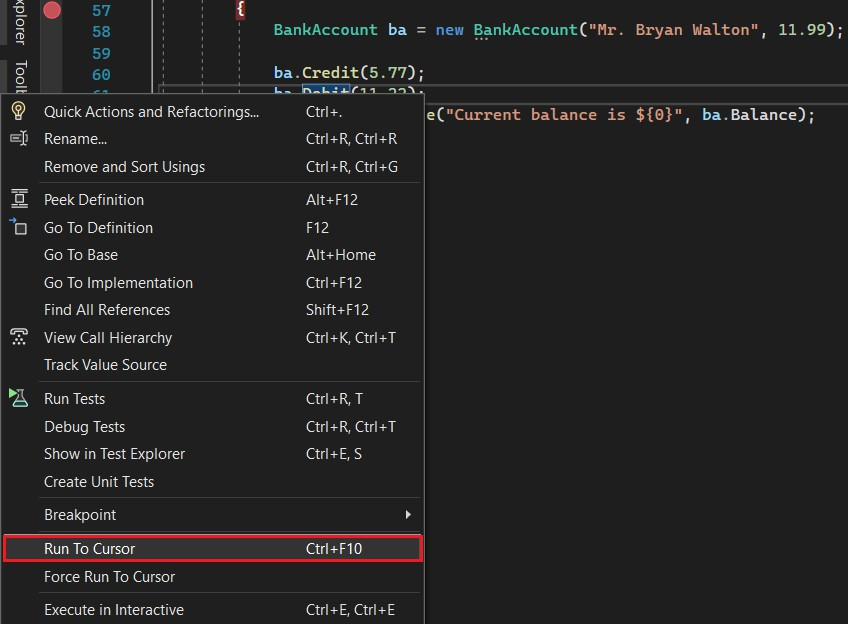 57 {
58 BankAccount ba = new BankAccount("Mr. Bryan Walton", 11.99);
59
60 ba.Credit(5.77);
61 ba.Debit(11.22);
e("Current balance is ${0}", ba.Balance);
Quick Actions and Refactorings... Ctrl+.
Rename... Ctrl+R, Ctrl+R
Remove and Sort Usings Ctrl+R, Ctrl+G
Peek Definition Alt+F12
Go To Definition F12
Go To Base Alt+Home
Go To Implementation Ctrl+F12
Find All References Shift+F12
View Call Hierarchy Ctrl+K, Ctrl+T
Track Value Source
Run Tests Ctrl+R, T
Debug Tests Ctrl+R, Ctrl+T
Show in Test Explorer Ctrl+E, S
Create Unit Tests
Breakpoint
Run To Cursor Ctrl+F10
Force Run To Cursor
Execute in Interactive Ctrl+E, Ctrl+E
xplorer
Toolb